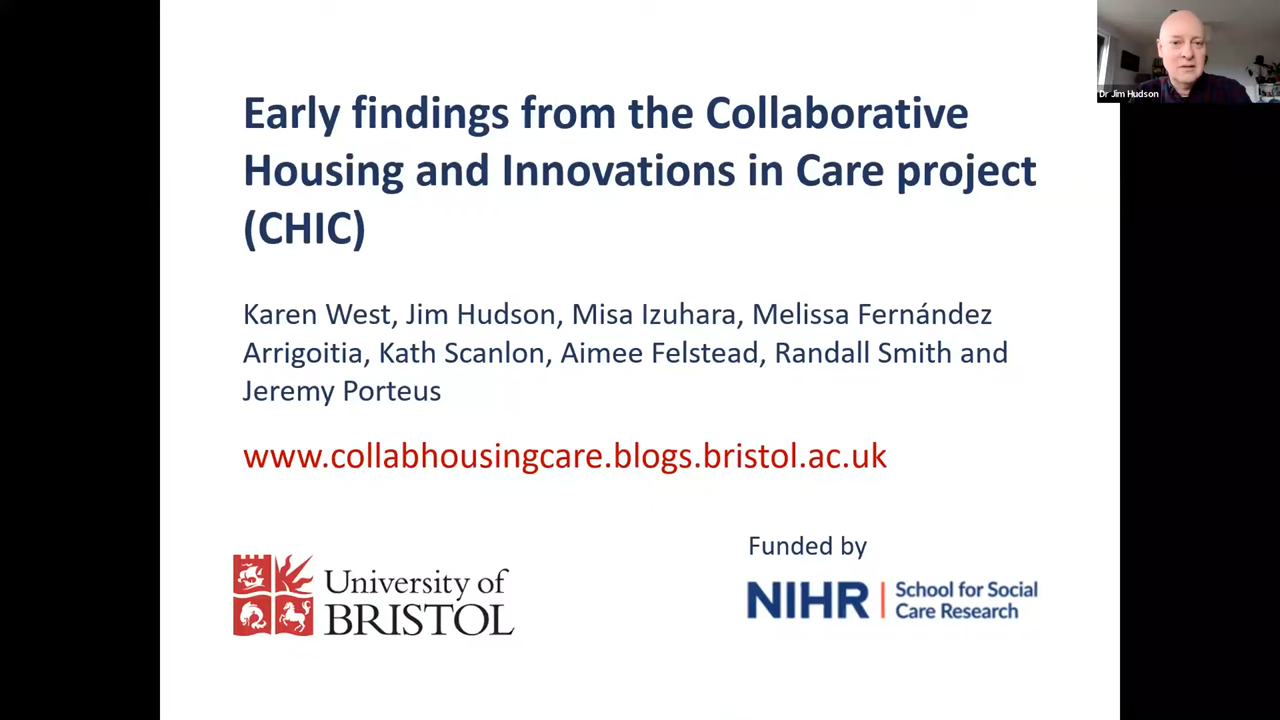 Dr Jim Hudson
Early findings from the Collaborative
Housing and Innovations in Care project
(CHIC)
Karen West, Jim Hudson, Misa Izuhara, Melissa Fernández
Arrigoitia, Kath Scanlon, Aimee Felstead, Randall Smith and
Jeremy Porteus
www.collabhousingcare.blogs.bristol.ac.uk
University of
BRISTOL
Funded by
NIHR | School for Social
Care Research